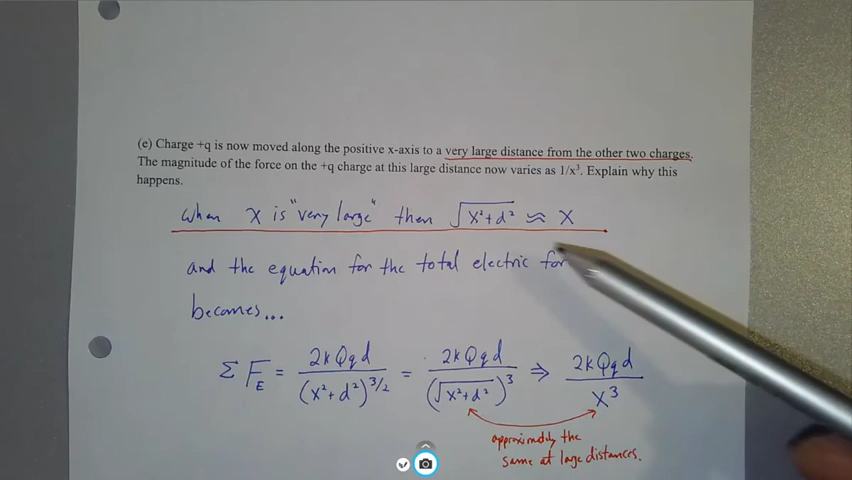 (e) Charge +q is now moved along the positive x-axis to a very large distance from the other two charges.
The magnitude of the force on the +q charge at this large distance now varies as 1/x³. Explain why this
happens.
When x is "very large" then √(x²+d²) ≈ x
and the equation for the total electric for
becomes...
ΣF_E = 2kQqd/(x²+d²)^(3/2) = 2kQqd/(√(x²+d²))³ ⇒ 2kQqd/x³
approximately the
same at large distances.